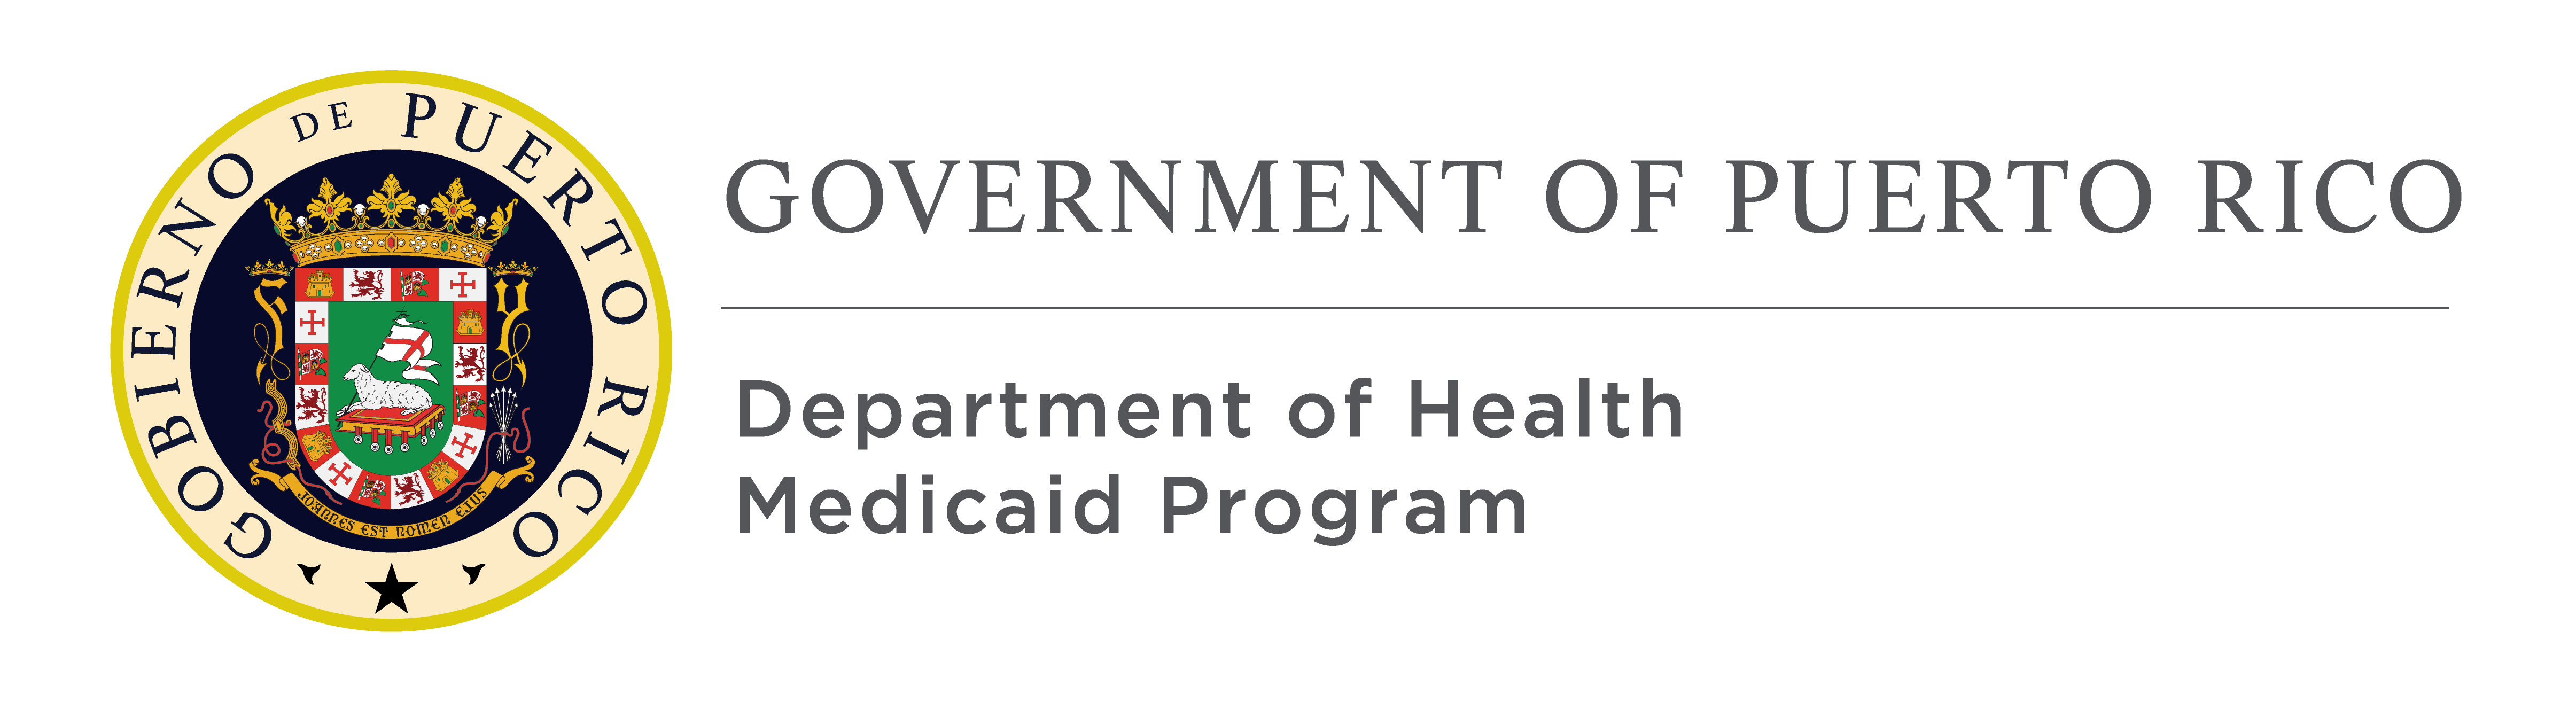 GOBIERNO DE PUERTO RICO
F Y
JOANNES EST NOMEN EJUS
GOVERNMENT OF PUERTO RICO
Department of Health
Medicaid Program